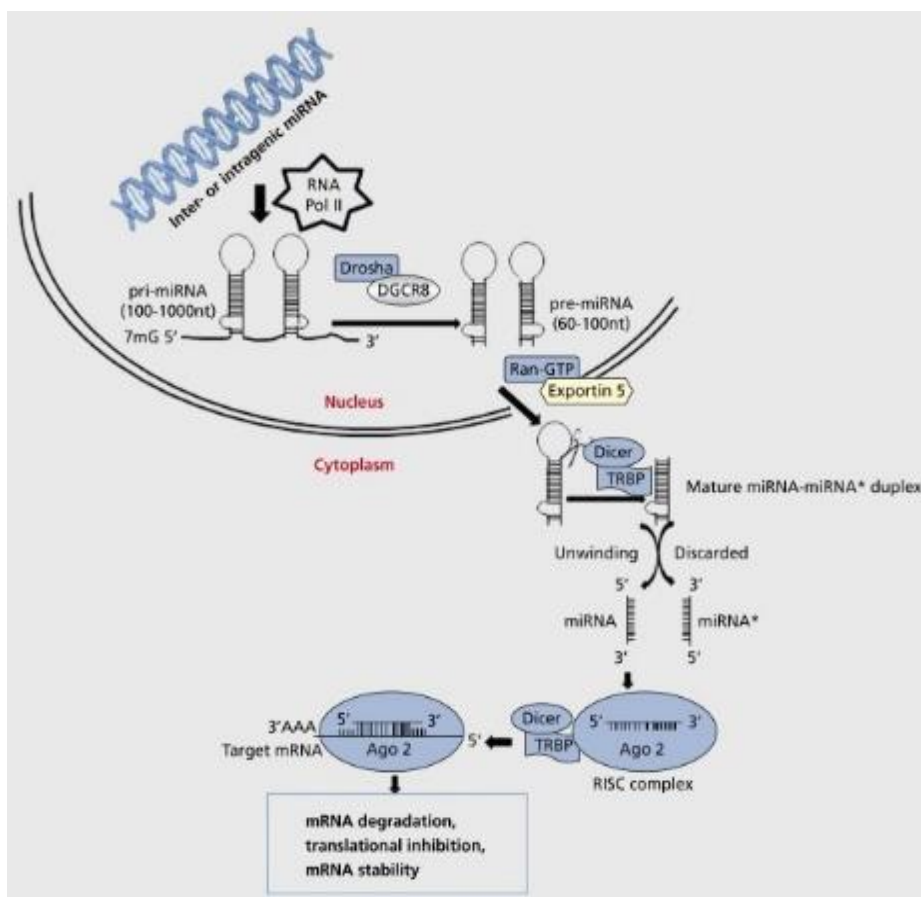 Inter- or intragenic miRNA
RNA
Pol II
pri-miRNA
(100-1000nt)
7mG 5'
3'
Drosha
DGCR8
pre-miRNA
(60-100nt)
Ran-GTP
Exportin 5
Nucleus
Cytoplasm
Dicer
TRBP
Mature miRNA-miRNA* duplex
Unwinding
Discarded
5'
3'
miRNA
miRNA*
3'
5'
3'AAA
Target mRNA
5'
3'
Ago 2
5'
Dicer
TRBP
5'
3'
Ago 2
RISC complex
mRNA degradation,
translational inhibition,
mRNA stability